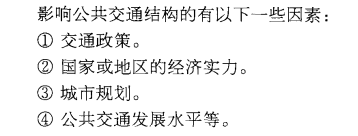 影响公共交通结构的有以下一些因素：
① 交通政策。
② 国家或地区的经济实力。
③ 城市规划。
④ 公共交通发展水平等。